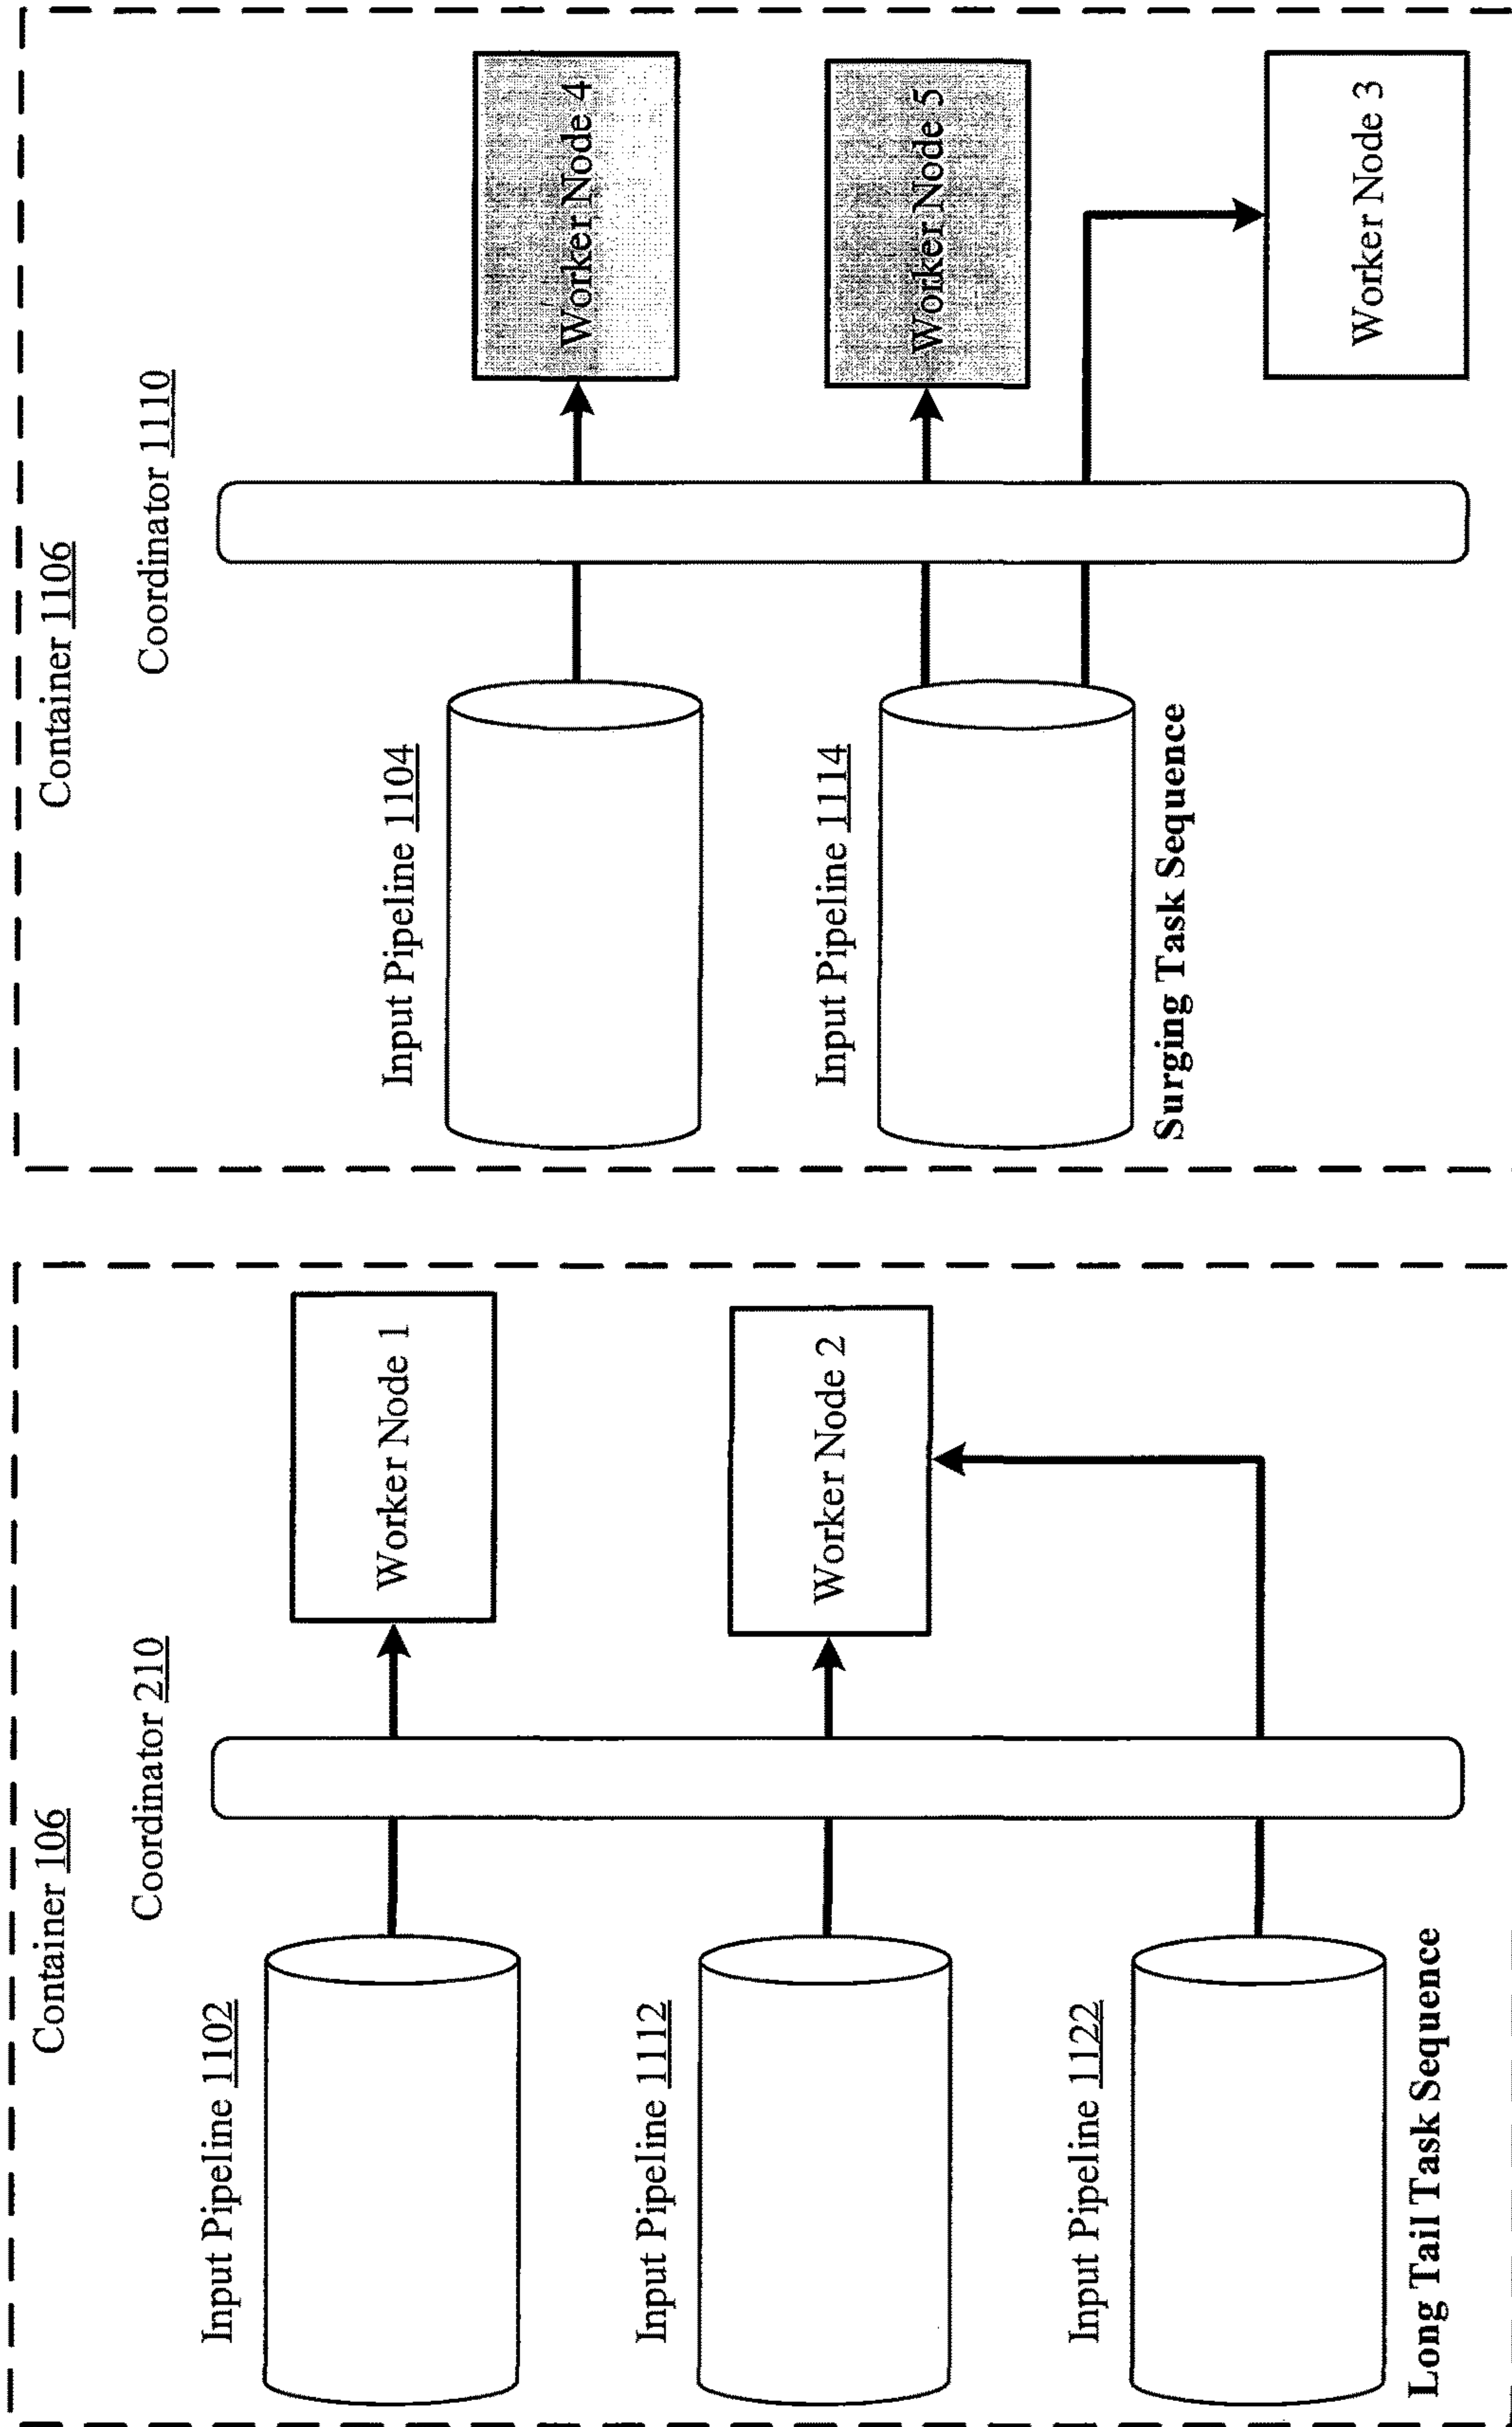 Container 106
Coordinator 210
Input Pipeline 1102
Worker Node 1
Input Pipeline 1112
Worker Node 2
Input Pipeline 1122
Long Tail Task Sequence
Container 1106
Coordinator 1110
Input Pipeline 1104
Worker Node 4
Input Pipeline 1114
Worker Node 5
Surging Task Sequence
Worker Node 3